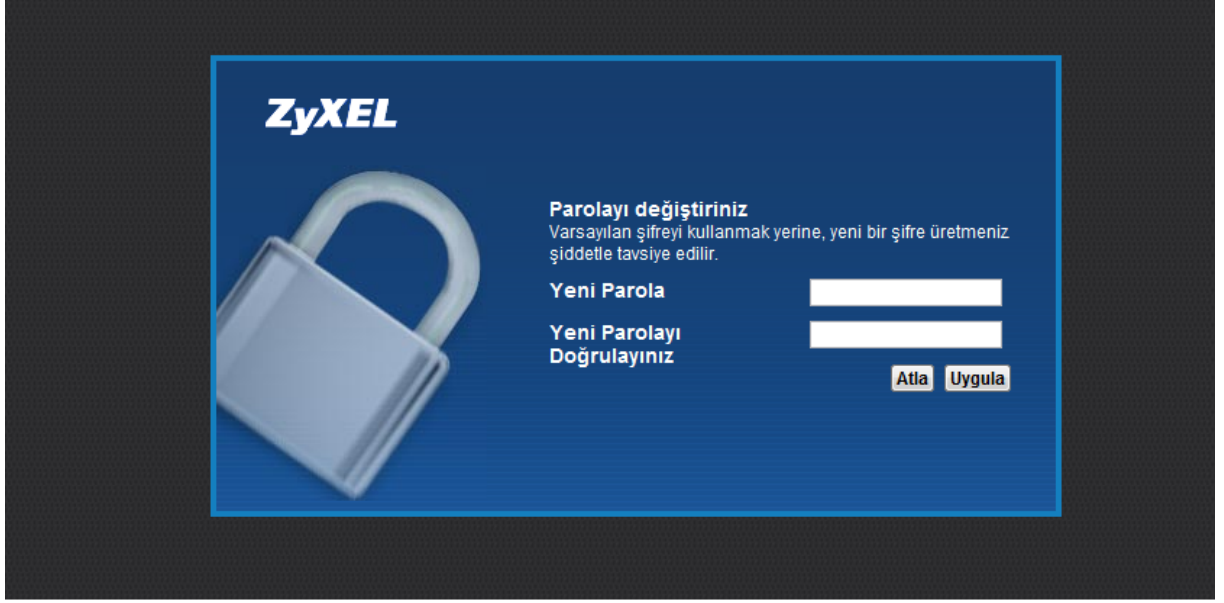 ZyXEL
Parolayı değiştiriniz
Varsayılan şifreyi kullanmak yerine, yeni bir şifre üretmeniz
şiddetle tavsiye edilir.
Yeni Parola
Yeni Parolayı
Doğrulayınız
Atla Uygula